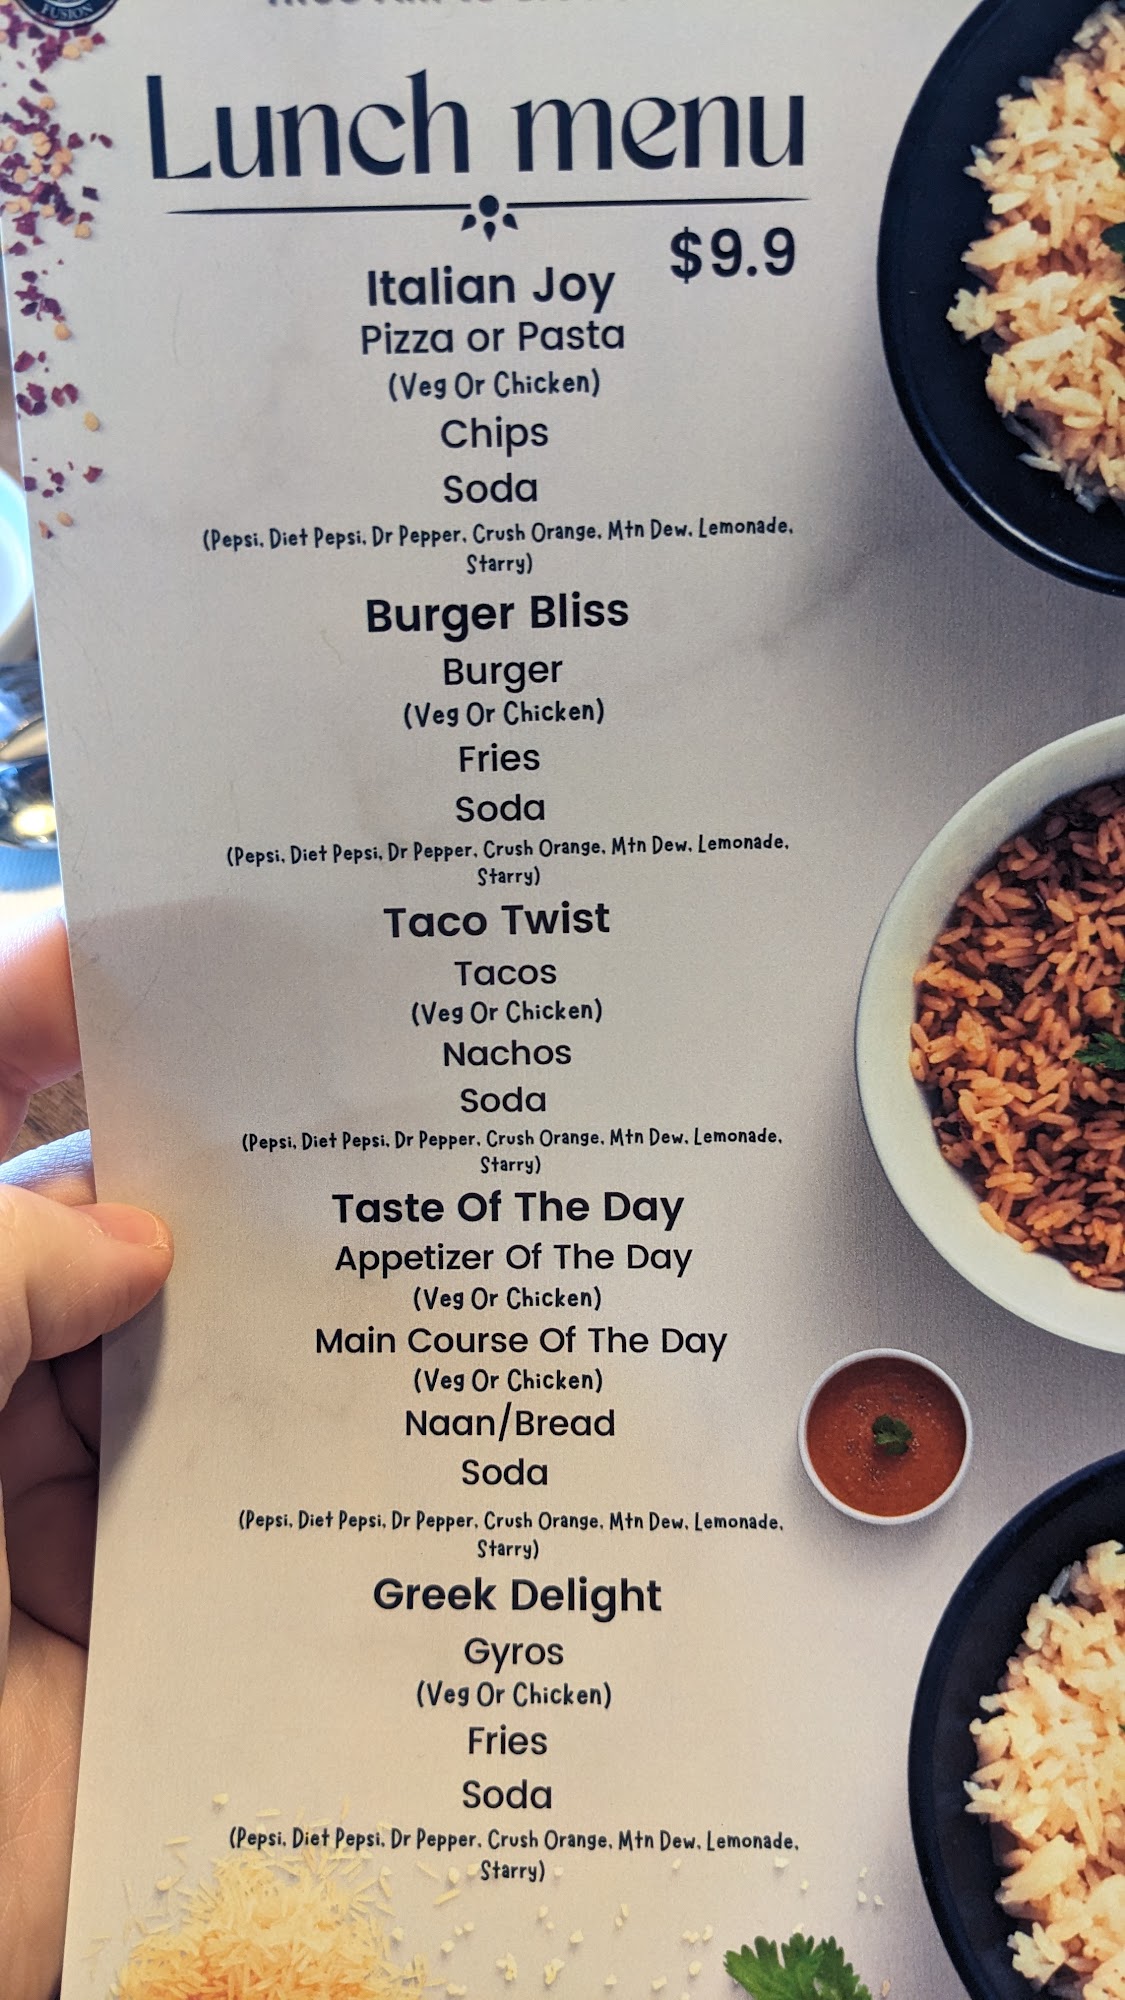 FUSION
Lunch menu
$9.9
Italian Joy
Pizza or Pasta
(Veg Or Chicken)
Chips
Soda
(Pepsi, Diet Pepsi, Dr Pepper, Crush Orange, Mtn Dew, Lemonade,
Starry)
Burger Bliss
Burger
(Veg Or Chicken)
Fries
Soda
(Pepsi, Diet Pepsi, Dr Pepper, Crush Orange, Mtn Dew, Lemonade,
Starry)
Taco Twist
Tacos
(Veg Or Chicken)
Nachos
Soda
(Pepsi, Diet Pepsi, Dr Pepper, Crush Orange, Mtn Dew, Lemonade,
Starry)
Taste Of The Day
Appetizer Of The Day
(Veg Or Chicken)
Main Course Of The Day
(Veg Or Chicken)
Naan/Bread
Soda
(Pepsi, Diet Pepsi, Dr Pepper, Crush Orange, Mtn Dew, Lemonade,
Starry)
Greek Delight
Gyros
(Veg Or Chicken)
Fries
Soda
(Pepsi, Diet Pepsi, Dr Pepper, Crush Orange, Mtn Dew, Lemonade,
Starry)